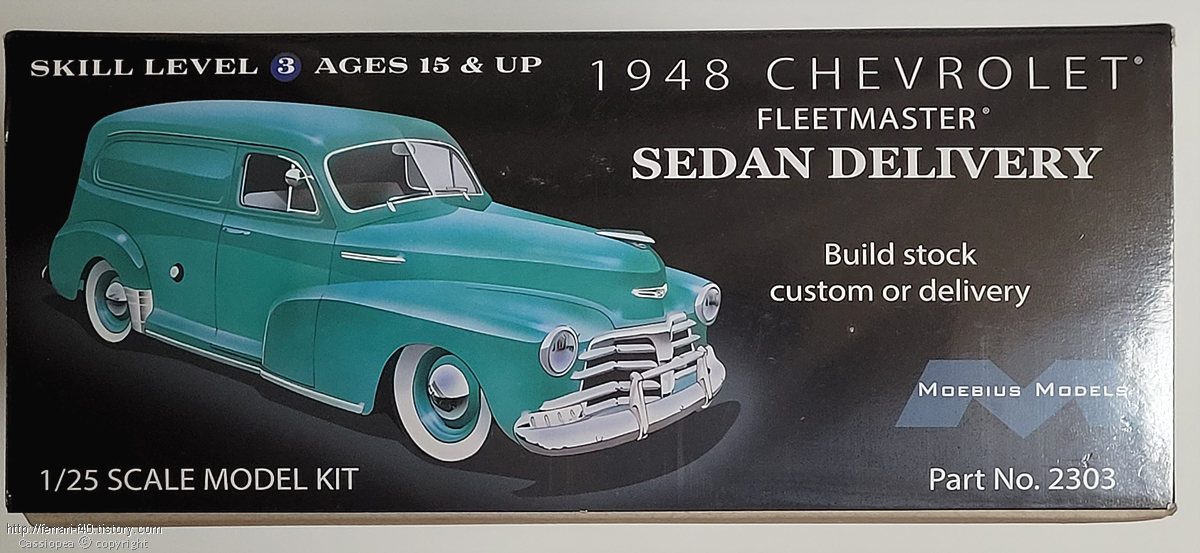 SKILL LEVEL 3 AGES 15 & UP
1948 CHEVROLET®
FLEETMASTER®
SEDAN DELIVERY
Build stock
custom or delivery
MOEBIUS MODELS
1/25 SCALE MODEL KIT
Part No. 2303
http://ferrari-f40.tistory.com
Cassiopea © copyright